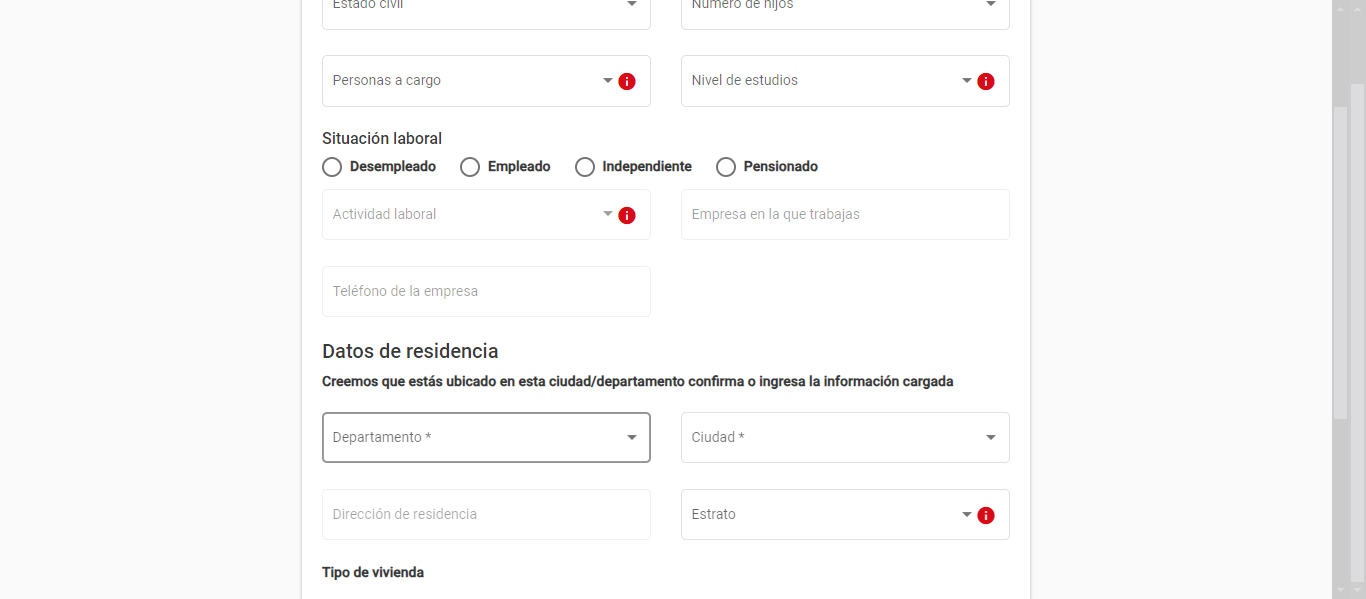 Estado civil
Número de hijos
Personas a cargo
Nivel de estudios
Situación laboral
Desempleado
Empleado
Independiente
Pensionado
Actividad laboral
Empresa en la que trabajas
Teléfono de la empresa
Datos de residencia
Creemos que estás ubicado en esta ciudad/departamento confirma o ingresa la información cargada
Departamento *
Ciudad *
Dirección de residencia
Estrato
Tipo de vivienda